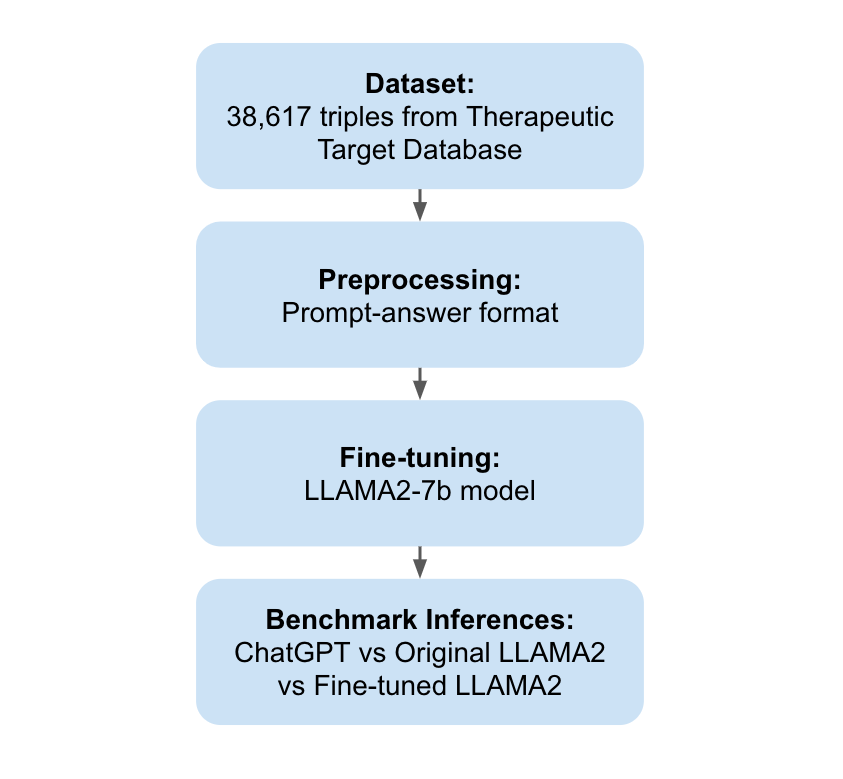 Dataset:
38,617 triples from Therapeutic
Target Database
Preprocessing:
Prompt-answer format
Fine-tuning:
LLAMA2-7b model
Benchmark Inferences:
ChatGPT vs Original LLAMA2
vs Fine-tuned LLAMA2